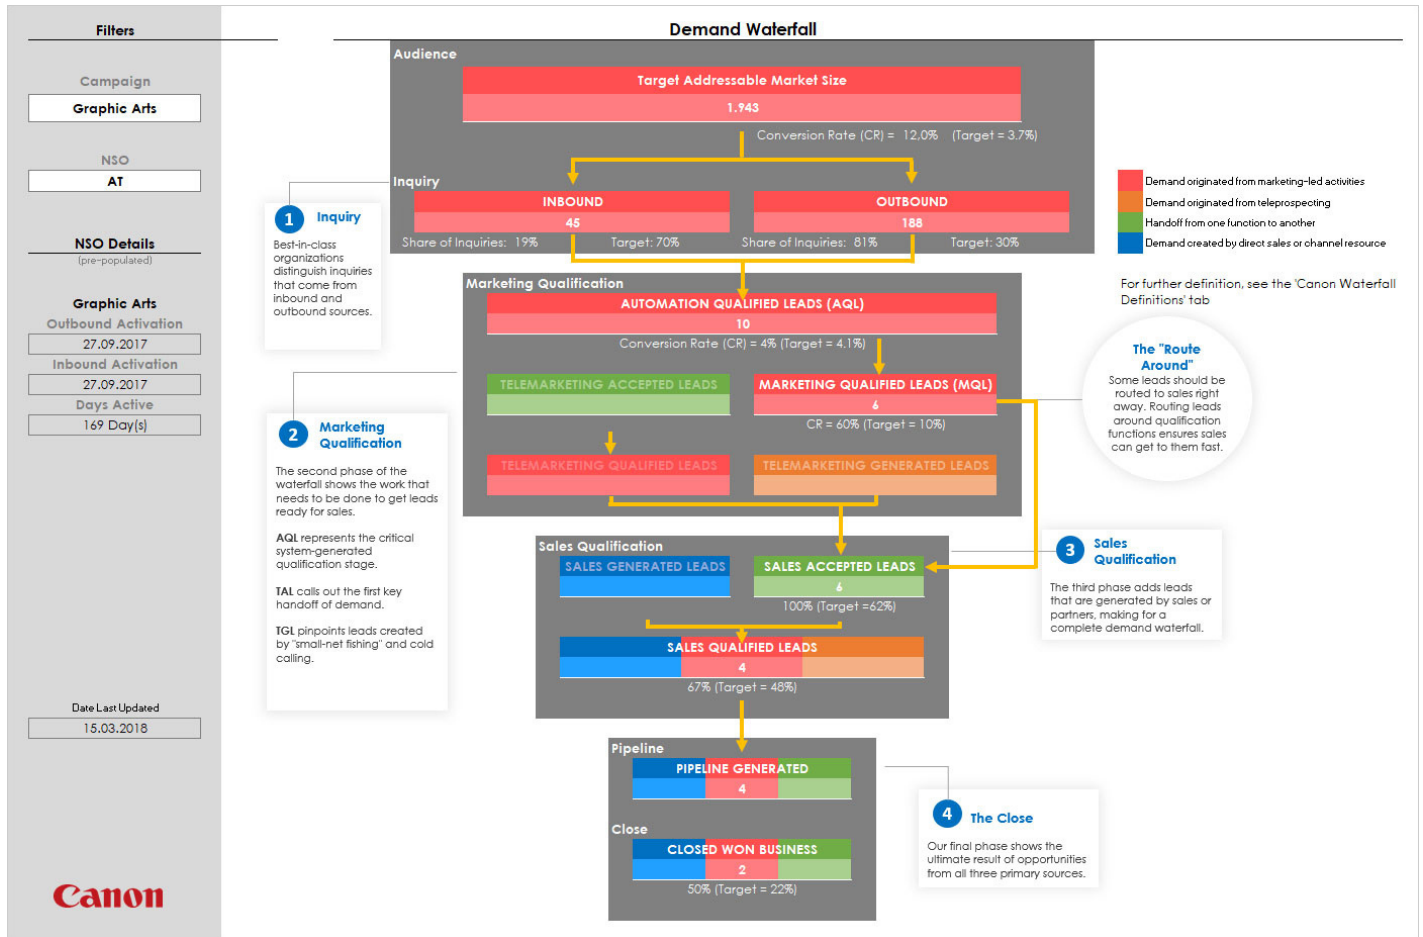 Filters
Campaign
Graphic Arts
NSO
AT
NSO Details
(pre-populated)
Graphic Arts
Outbound Activation
27.09.2017
Inbound Activation
27.09.2017
Days Active
169 Day(s)
Date Last Updated
15.03.2018
Canon
Demand Waterfall
Audience
Target Addressable Market Size
1.943
Conversion Rate (CR) = 12,0% (Target = 3.7%)
Inquiry
INBOUND
45
Share of Inquiries: 19% Target: 70%
OUTBOUND
188
Share of Inquiries: 81% Target: 30%
1 Inquiry
Best-in-class
organizations
distinguish inquiries
that come from
inbound and
outbound sources.
Demand originated from marketing-led activities
Demand originated from teleprospecting
Handoff from one function to another
Demand created by direct sales or channel resource
For further definition, see the 'Canon Waterfall
Definitions' tab
Marketing Qualification
AUTOMATION QUALIFIED LEADS (AQL)
10
Conversion Rate (CR) = 4% (Target = 4.1%)
TELEMARKETING ACCEPTED LEADS
MARKETING QUALIFIED LEADS (MQL)
6
CR = 60% (Target = 10%)
TELEMARKETING QUALIFIED LEADS
TELEMARKETING GENERATED LEADS
The "Route
Around"
Some leads should be
routed to sales right
away. Routing leads
around qualification
functions ensures sales
can get to them fast.
2 Marketing
Qualification
The second phase of the
waterfall shows the work that
needs to be done to get leads
ready for sales.
AQL represents the critical
system-generated
qualification stage.
TAL calls out the first key
handoff of demand.
TGL pinpoints leads created
by "small-net fishing" and cold
calling.
Sales Qualification
SALES GENERATED LEADS
SALES ACCEPTED LEADS
6
100% (Target =62%)
SALES QUALIFIED LEADS
4
67% (Target = 48%)
3 Sales
Qualification
The third phase adds leads
that are generated by sales or
partners, making for a
complete demand waterfall.
Pipeline
PIPELINE GENERATED
4
Close
CLOSED WON BUSINESS
2
50% (Target = 22%)
4 The Close
Our final phase shows the
ultimate result of opportunities
from all three primary sources.